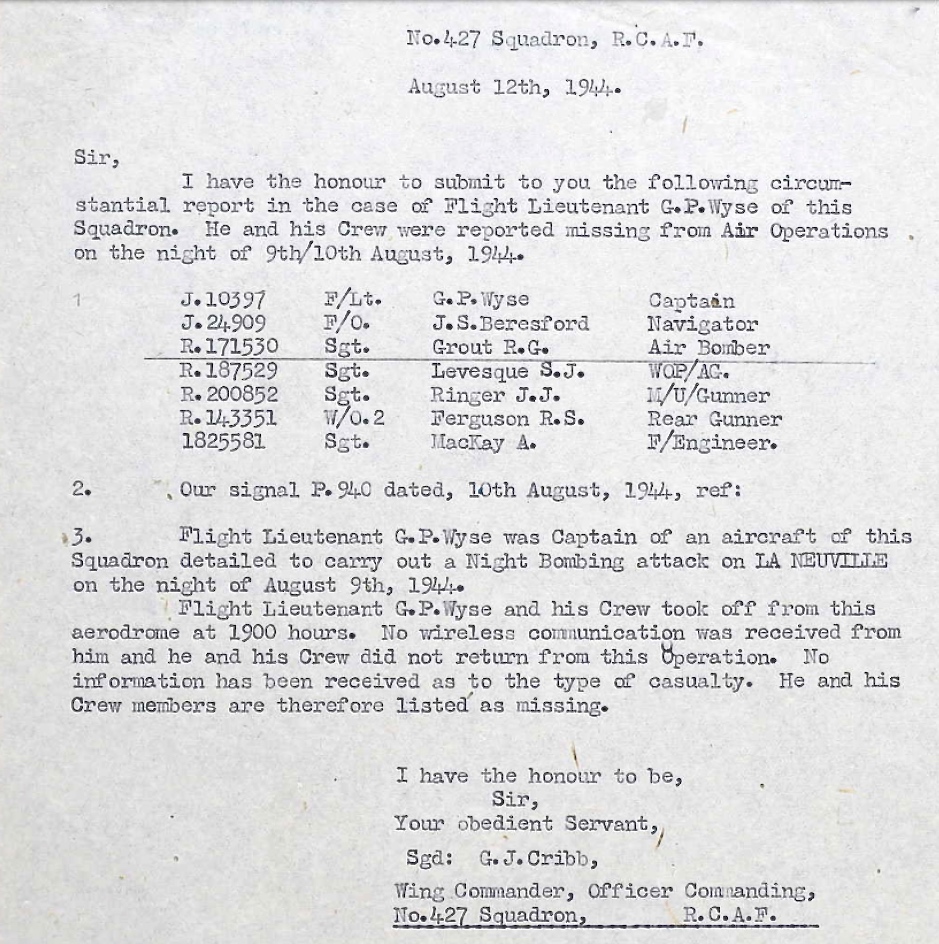 No.427 Squadron, R.C.A.F.
August 12th, 1944.
Sir,
I have the honour to submit to you the following circum-
stantial report in the case of Flight Lieutenant G.P.Wyse of this
Squadron. He and his Crew were reported missing from Air Operations
on the night of 9th/10th August, 1944.
1 J.10397 F/Lt. G.P.Wyse Captain
J.24909 F/O. J.S.Beresford Navigator
R.171530 Sgt. Grout R.G. Air Bomber
R.187529 Sgt. Levesque S.J. WOP/AG.
R.200852 Sgt. Ringer J.J. M/U/Gunner
R.143351 W/O.2 Ferguson R.S. Rear Gunner
1825581 Sgt. MacKay A. F/Engineer.
2. Our signal P.940 dated, 10th August, 1944, ref:
3. Flight Lieutenant G.P.Wyse was Captain of an aircraft of this
Squadron detailed to carry out a Night Bombing attack on LA NEUVILLE
on the night of August 9th, 1944.
Flight Lieutenant G.P.Wyse and his Crew took off from this
aerodrome at 1900 hours. No wireless communication was received from
him and he and his Crew did not return from this Operation. No
information has been received as to the type of casualty. He and his
Crew members are therefore listed as missing.
I have the honour to be,
Sir,
Your obedient Servant,
Sgd: G.J.Cribb,
Wing Commander, Officer Commanding,
No.427 Squadron, R.C.A.F.